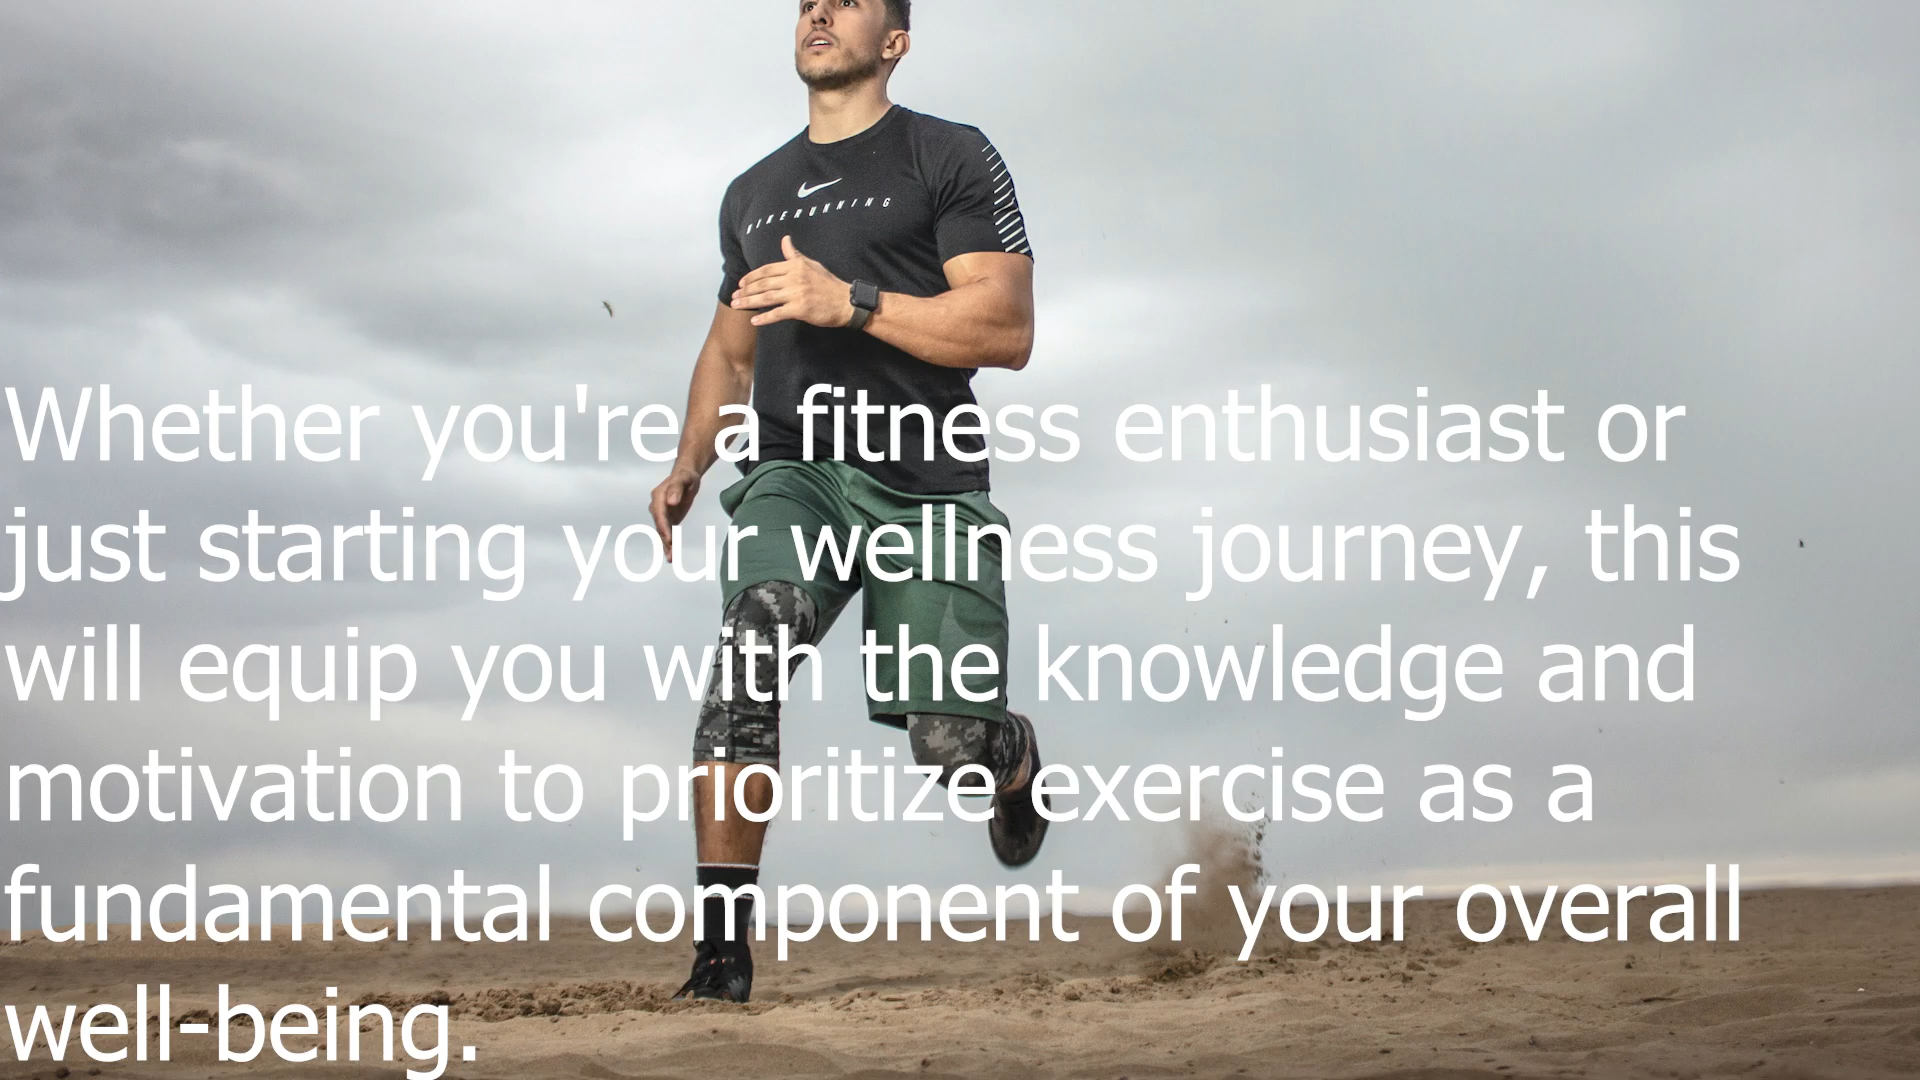 NIKERUNNING
Whether you're a fitness enthusiast or
just starting your wellness journey, this
will equip you with the knowledge and
motivation to prioritize exercise as a
fundamental component of your overall
well-being.